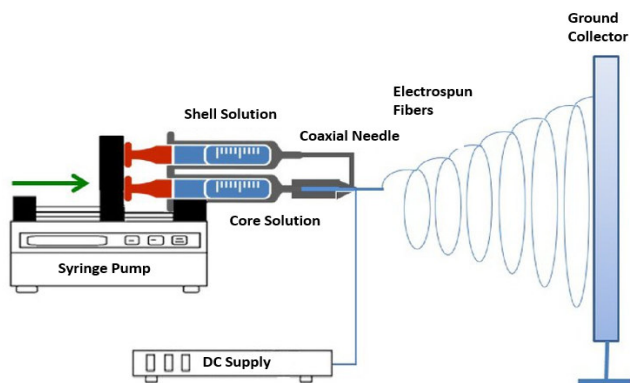 Ground
Collector
Electrospun
Fibers
Shell Solution
Coaxial Needle
Core Solution
Syringe Pump
DC Supply